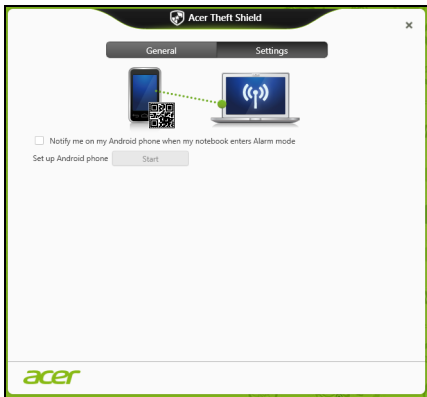 Acer Theft Shield
General Settings
Notify me on my Android phone when my notebook enters Alarm mode
Set up Android phone Start
acer